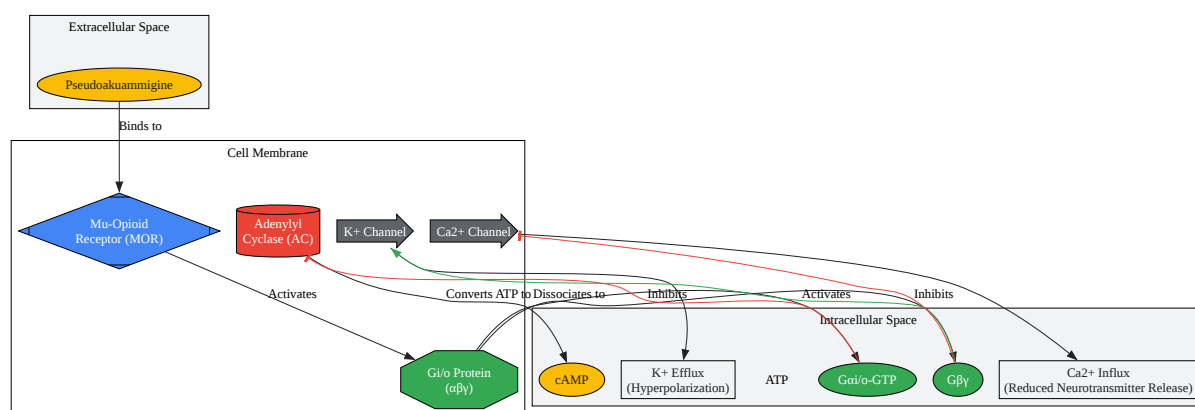 Extracellular Space
Pseudoakuammigine
Binds to
Cell Membrane
Mu-Opioid
Receptor (MOR)
Adenylyl
Cyclase (AC)
K+ Channel
Ca2+ Channel
Activates
Converts ATP to
Dissociates to
Inhibits
Activates
Inhibits
Intracellular Space
Gi/o Protein
(αβγ)
cAMP
K+ Efflux
(Hyperpolarization)
ATP
Gαi/o-GTP
Gβγ
Ca2+ Influx
(Reduced Neurotransmitter Release)